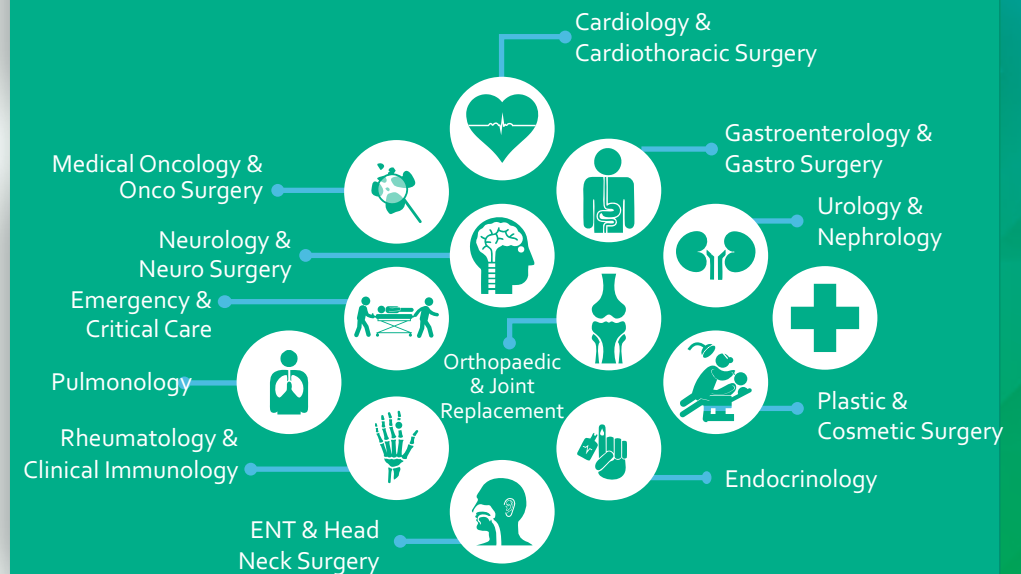 Cardiology &
Cardiothoracic Surgery
Gastroenterology &
Gastro Surgery
Medical Oncology &
Onco Surgery
Urology &
Nephrology
Neurology &
Neuro Surgery
Emergency &
Critical Care
Orthopaedic
& Joint
Replacement
Pulmonology
Plastic &
Cosmetic Surgery
Rheumatology &
Clinical Immunology
Endocrinology
ENT & Head
Neck Surgery